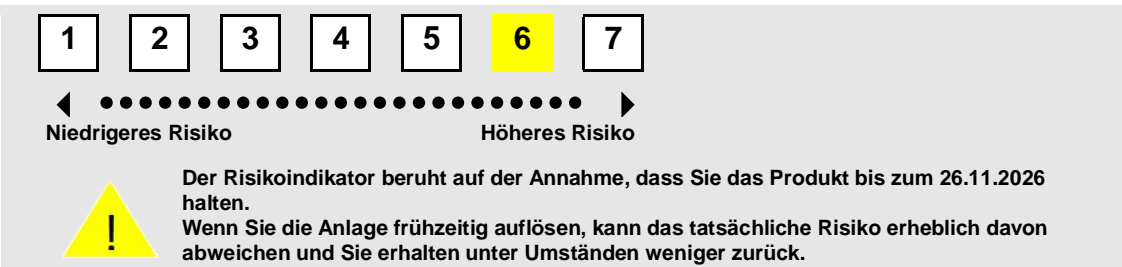 1 2 3 4 5 6 7
Niedrigeres Risiko Höheres Risiko
Der Risikoindikator beruht auf der Annahme, dass Sie das Produkt bis zum 26.11.2026
halten.
Wenn Sie die Anlage frühzeitig auflösen, kann das tatsächliche Risiko erheblich davon
abweichen und Sie erhalten unter Umständen weniger zurück.
!